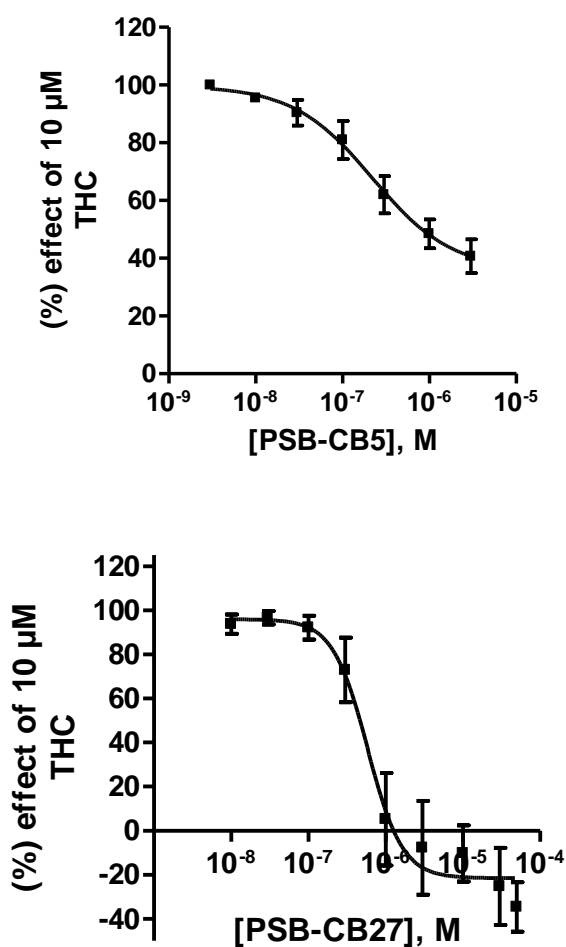 120
100
80
60
40
20
0
(%) effect of 10 µM
THC
10⁻⁹ 10⁻⁸ 10⁻⁷ 10⁻⁶ 10⁻⁵
[PSB-CB5], M
120
100
80
60
40
20
0
-20
-40
(%) effect of 10 µM
THC
10⁻⁸ 10⁻⁷ 10⁻⁶ 10⁻⁵ 10⁻⁴
[PSB-CB27], M